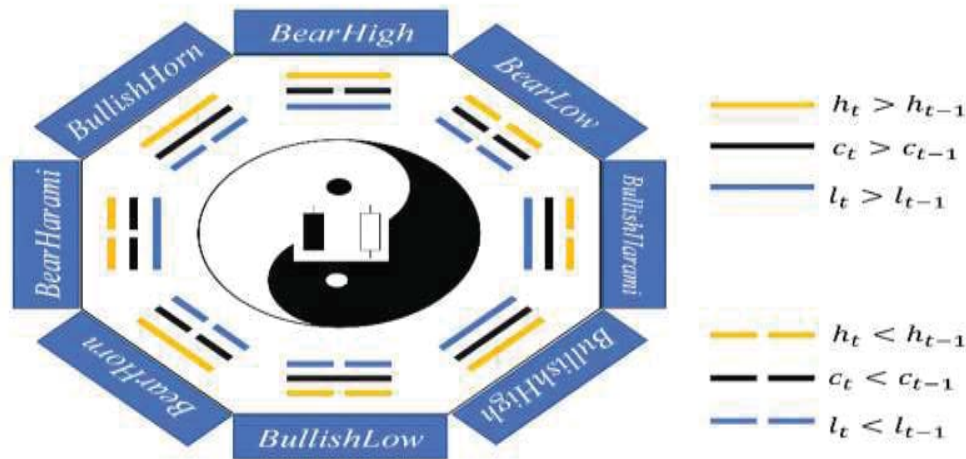 BearHigh
BearLow
BullishHarami
BullishHigh
BullishLow
BearHorn
BearHarami
BullishHorn
h_t > h_{t-1}
c_t > c_{t-1}
l_t > l_{t-1}
h_t < h_{t-1}
c_t < c_{t-1}
l_t < l_{t-1}